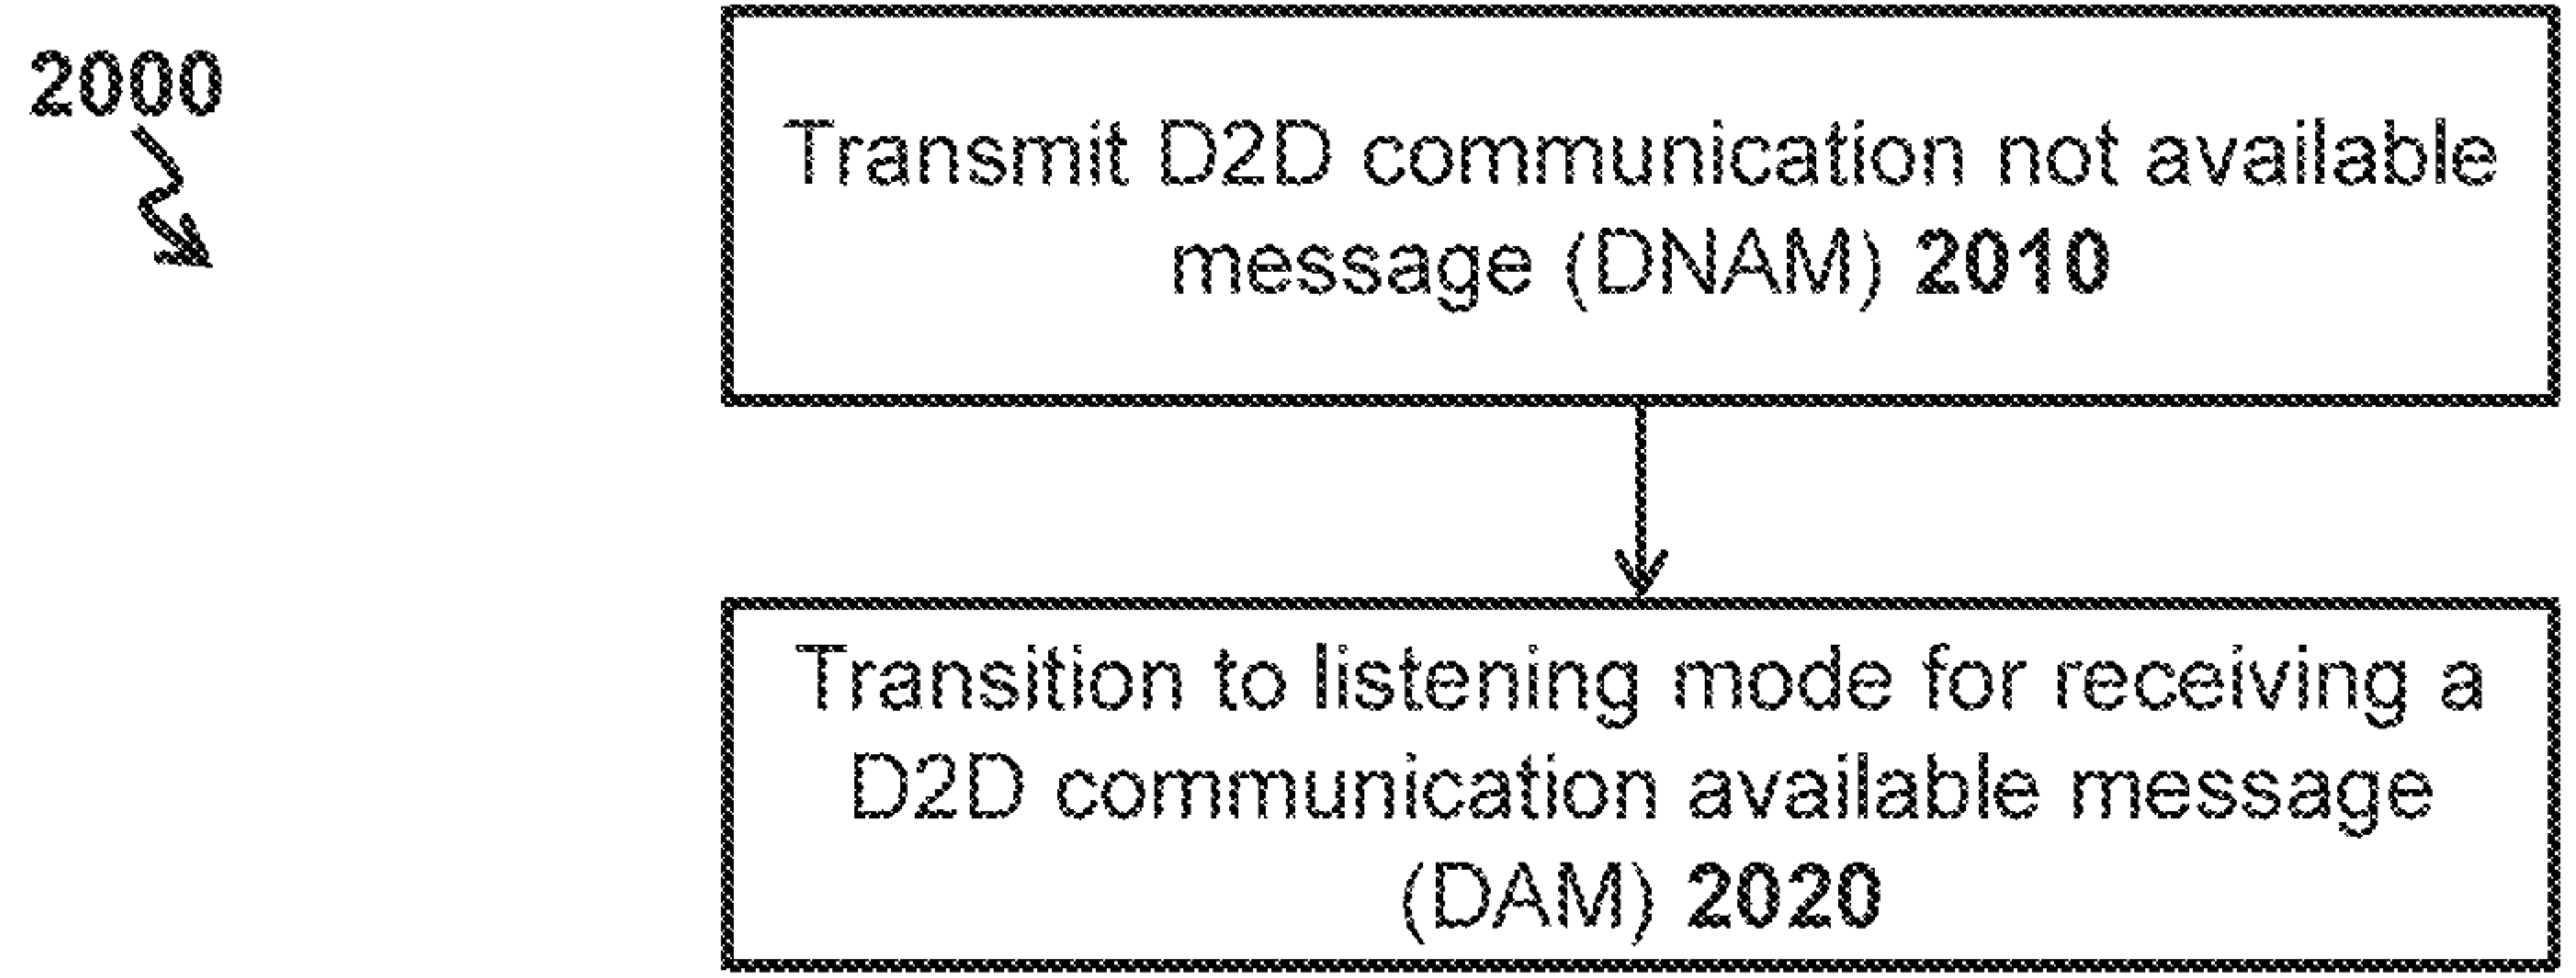 2000
Transmit D2D communication not available
message (DNAM) 2010
Transition to listening mode for receiving a
D2D communication available message
(DAM) 2020